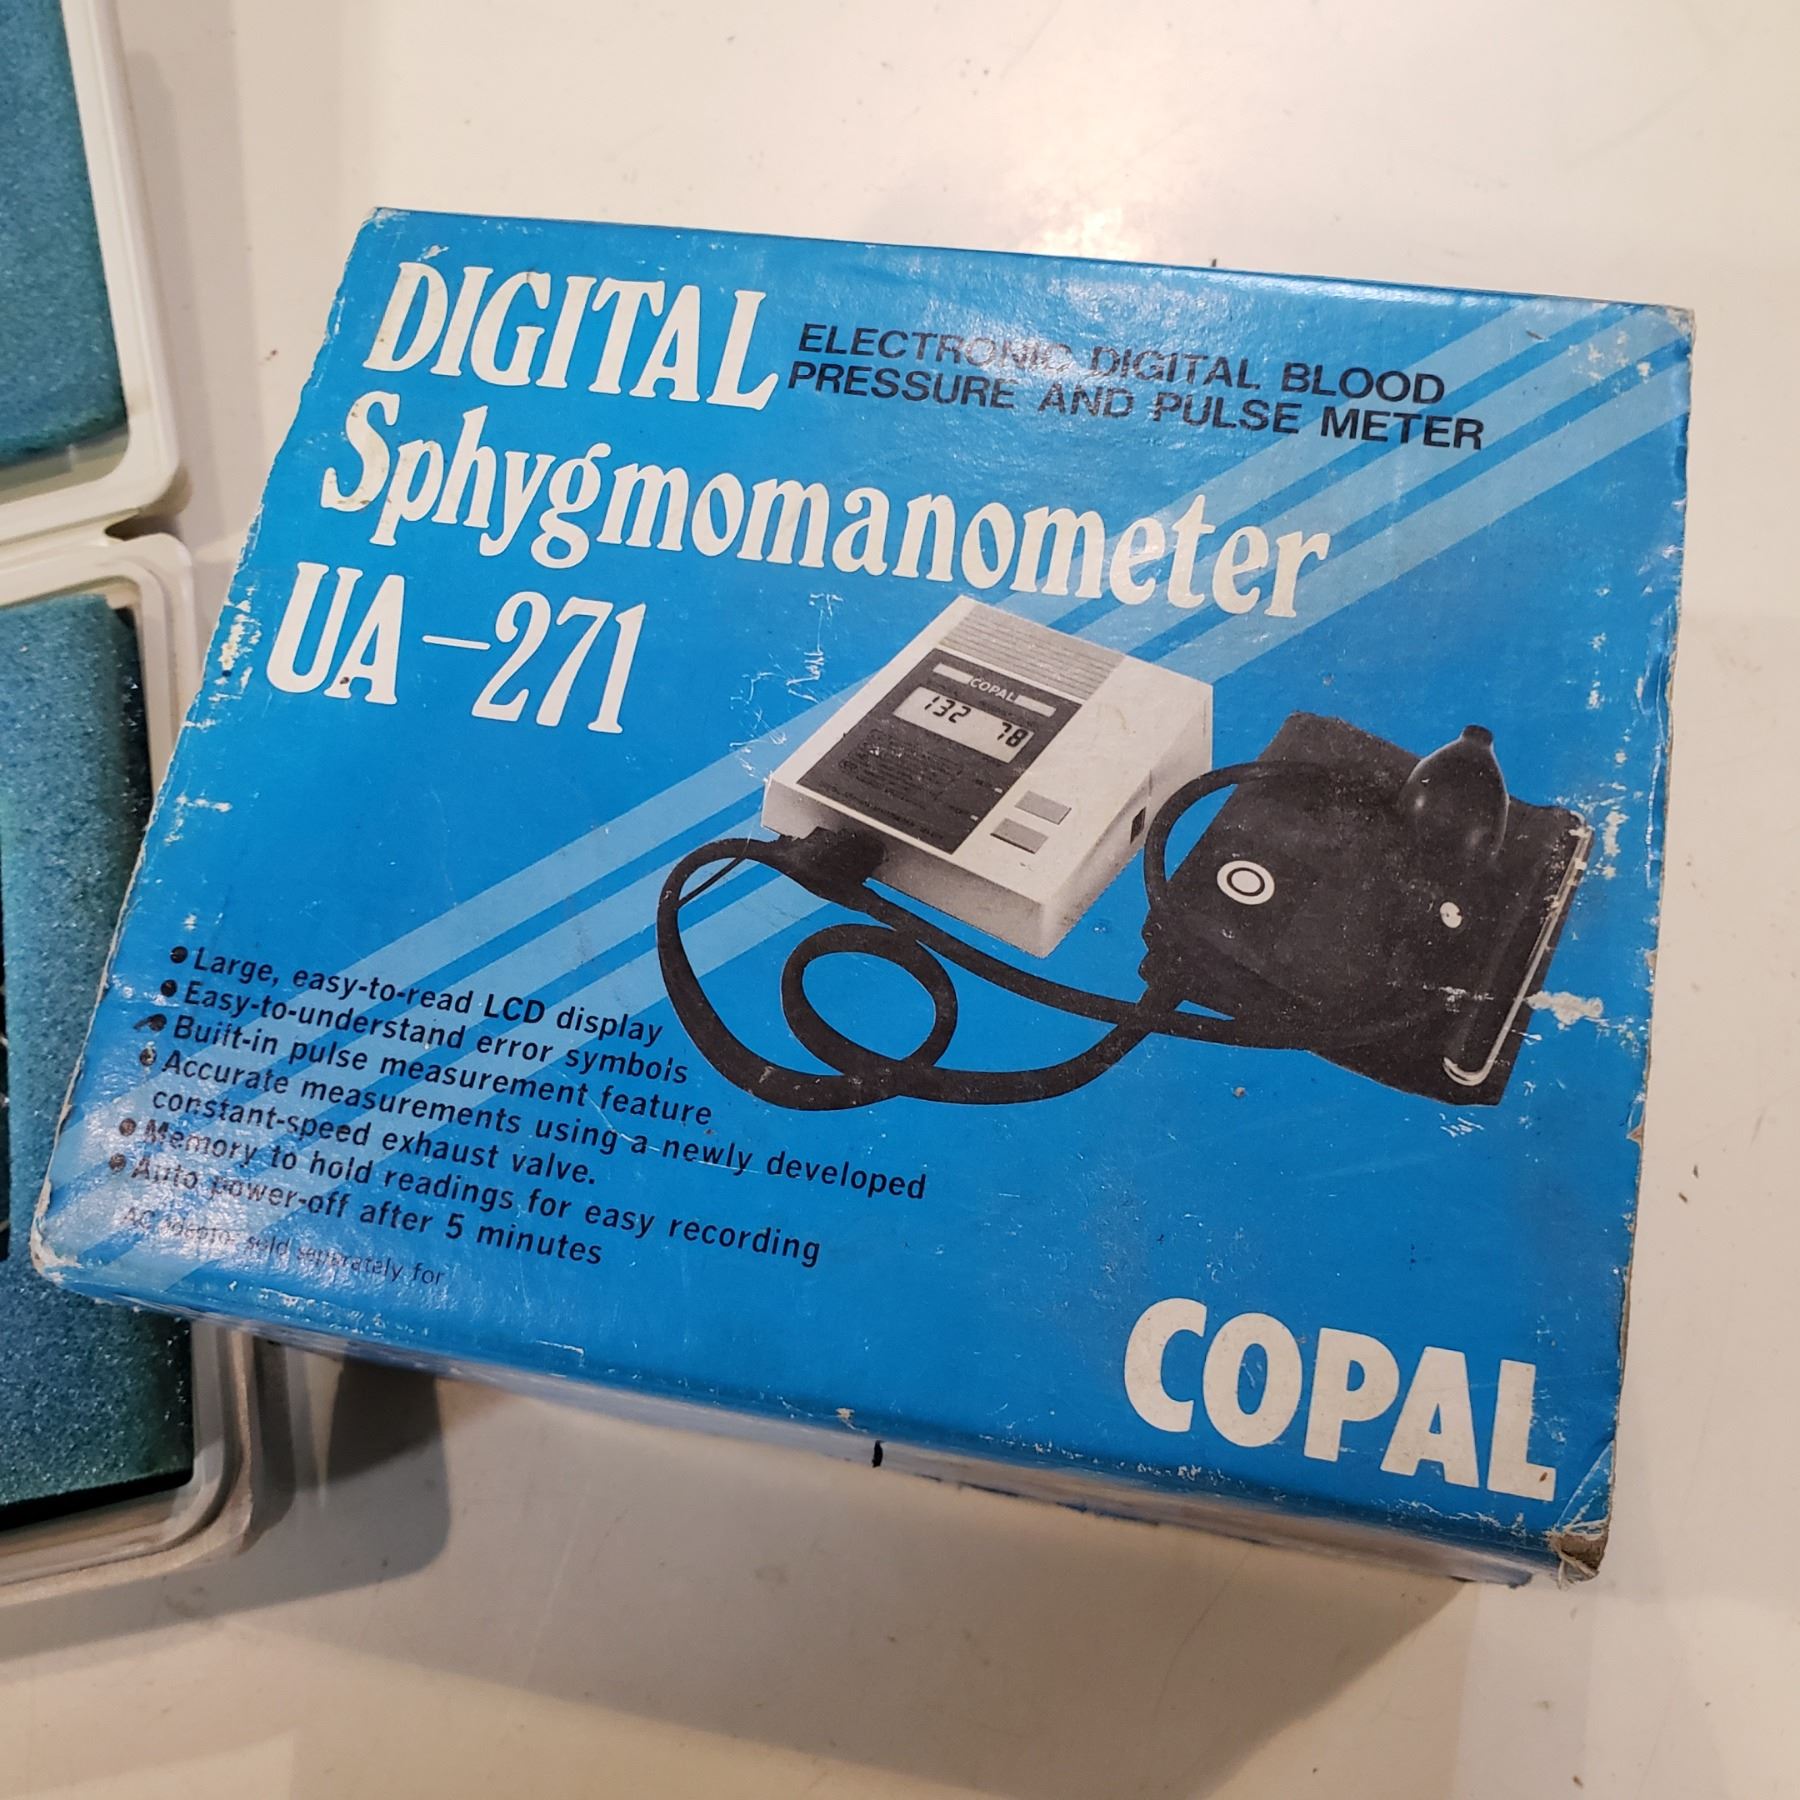 DIGITAL
ELECTRONIC DIGITAL BLOOD
PRESSURE AND PULSE METER
Sphygmomanometer
UA-271
COPAL
132 78
• Large, easy-to-read LCD display
• Easy-to-understand error symbols
• Built-in pulse measurement feature
• Accurate measurements using a newly developed
constant-speed exhaust valve.
• Memory to hold readings for easy recording
• Auto power-off after 5 minutes
AC adaptor sold separately for
COPAL